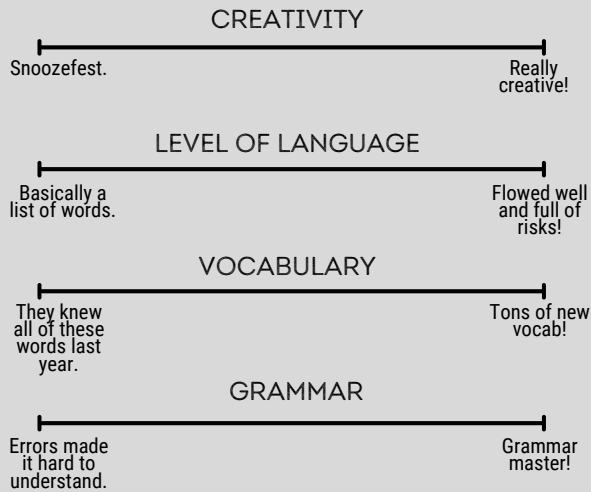 CREATIVITY
Snoozefest.
Really
creative!
LEVEL OF LANGUAGE
Basically a
list of words.
Flowed well
and full of
risks!
VOCABULARY
They knew
all of these
words last
year.
Tons of new
vocab!
GRAMMAR
Errors made
it hard to
understand.
Grammar
master!